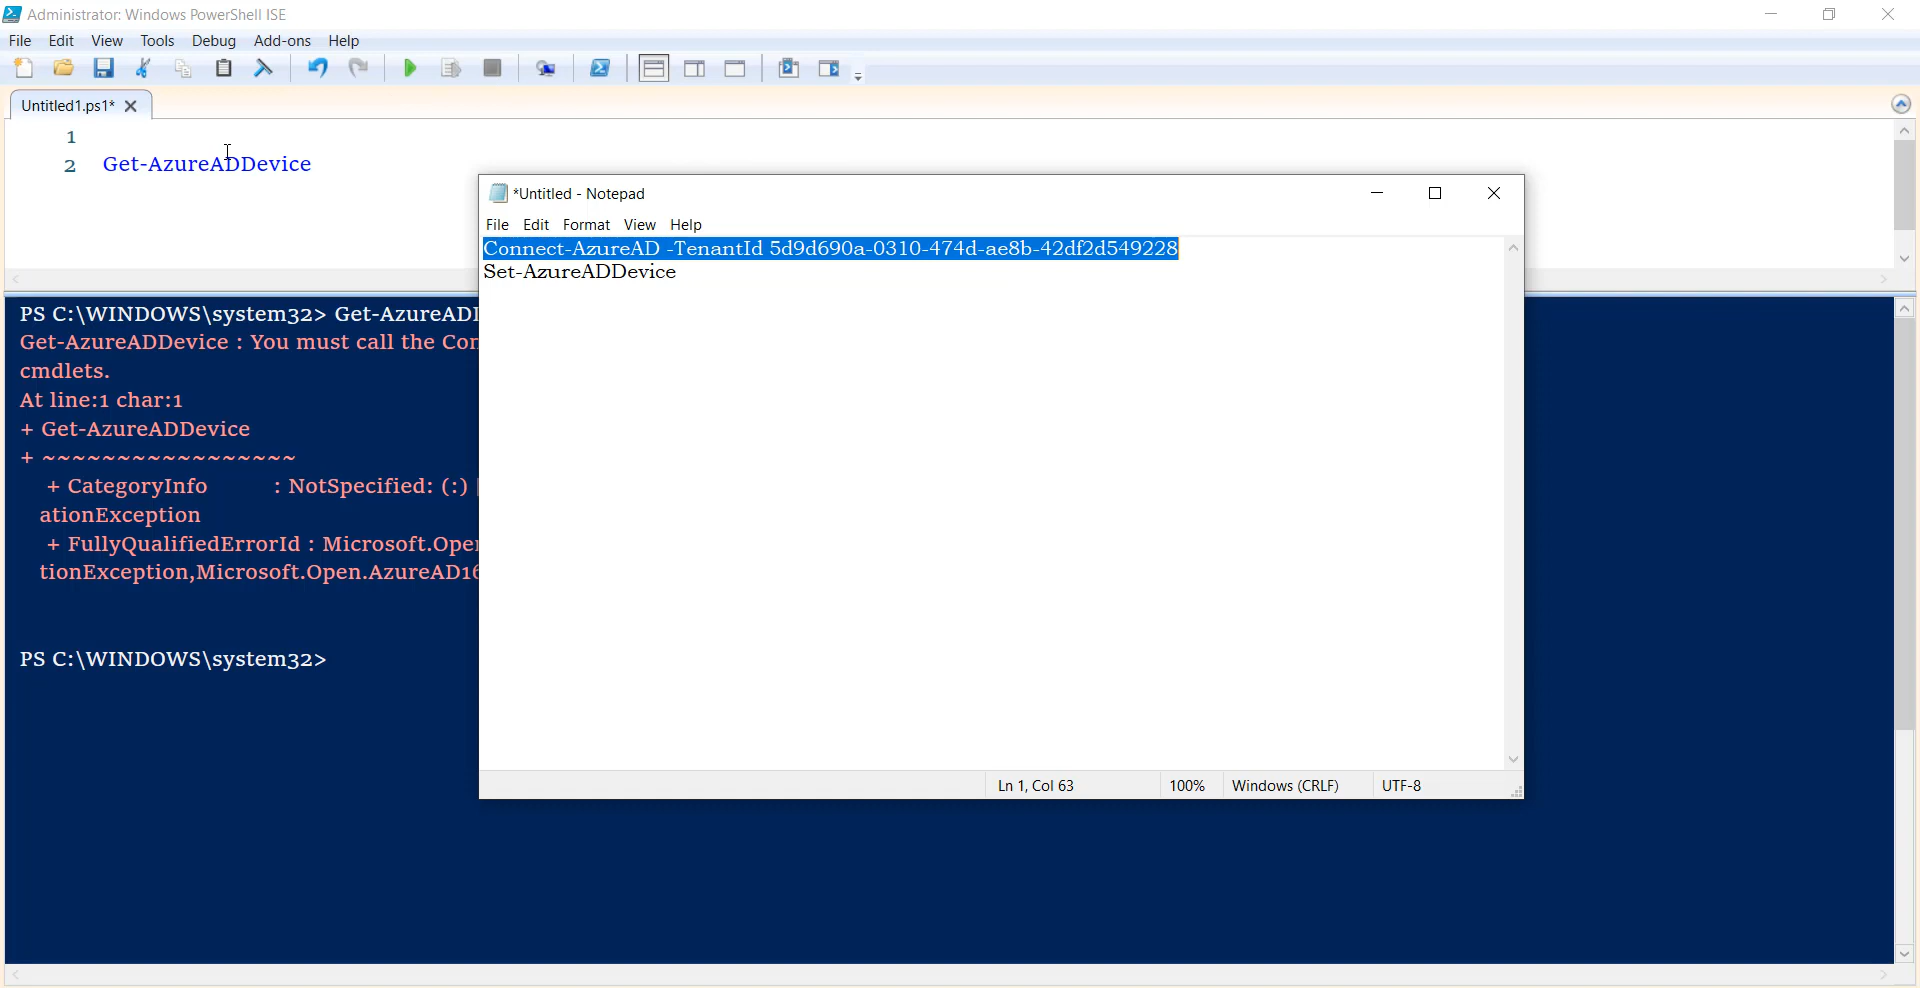 Administrator: Windows PowerShell ISE
File Edit View Tools Debug Add-ons Help
Untitled1.ps1*
1
2 Get-AzureADDevice
*Untitled - Notepad
File Edit Format View Help
Connect-AzureAD -TenantId 5d9d690a-0310-474d-ae8b-42df2d549228
Set-AzureADDevice
Ln 1, Col 63 100% Windows (CRLF) UTF-8
PS C:\WINDOWS\system32> Get-AzureAD
Get-AzureADDevice : You must call the Con
cmdlets.
At line:1 char:1
+ Get-AzureADDevice
+ ~~~~~~~~~~~~~~~~~
+ CategoryInfo : NotSpecified: (:)
ationException
+ FullyQualifiedErrorId : Microsoft.Open
tionException,Microsoft.Open.AzureAD16
PS C:\WINDOWS\system32>